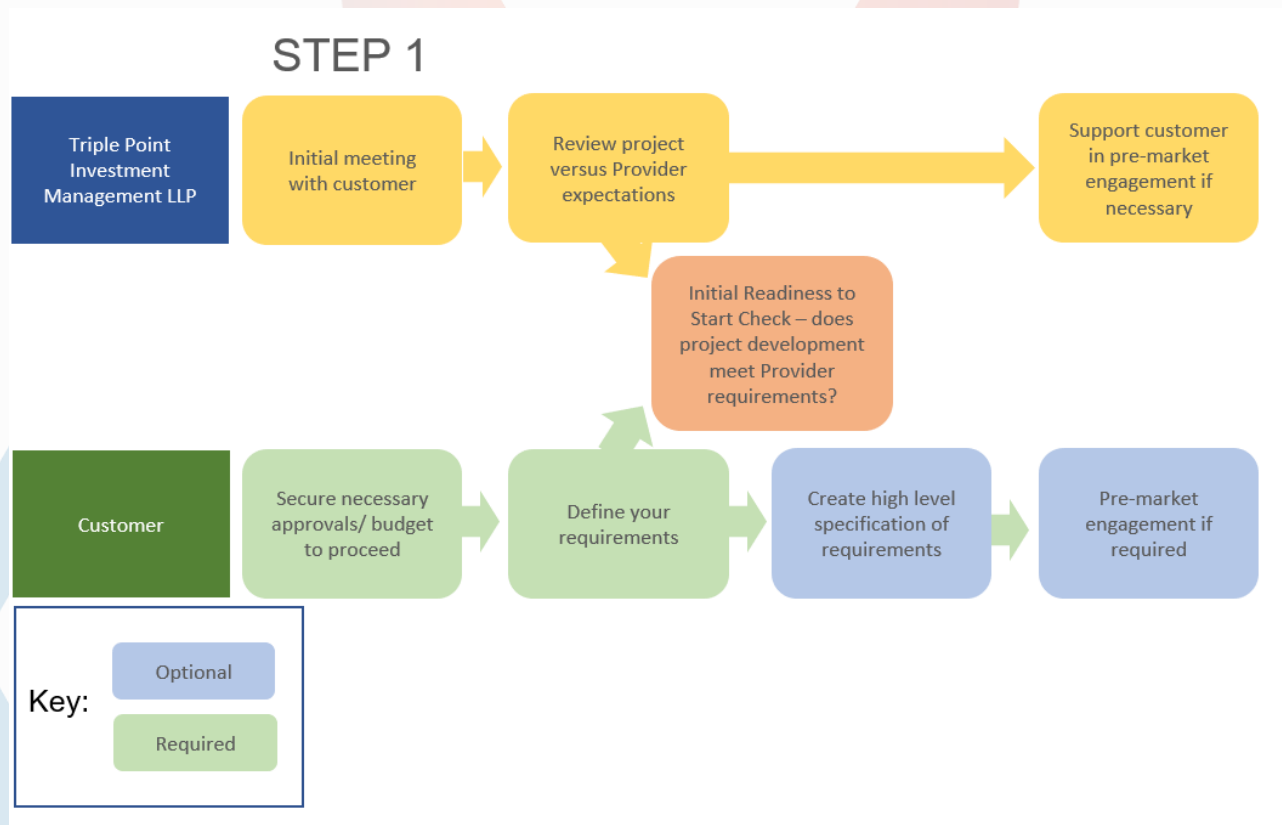 STEP 1
Triple Point
Investment
Management LLP
Initial meeting
with customer
Review project
versus Provider
expectations
Support customer
in pre-market
engagement if
necessary
Initial Readiness to
Start Check – does
project development
meet Provider
requirements?
Customer
Secure necessary
approvals/ budget
to proceed
Define your
requirements
Create high level
specification of
requirements
Pre-market
engagement if
required
Key:
Optional
Required